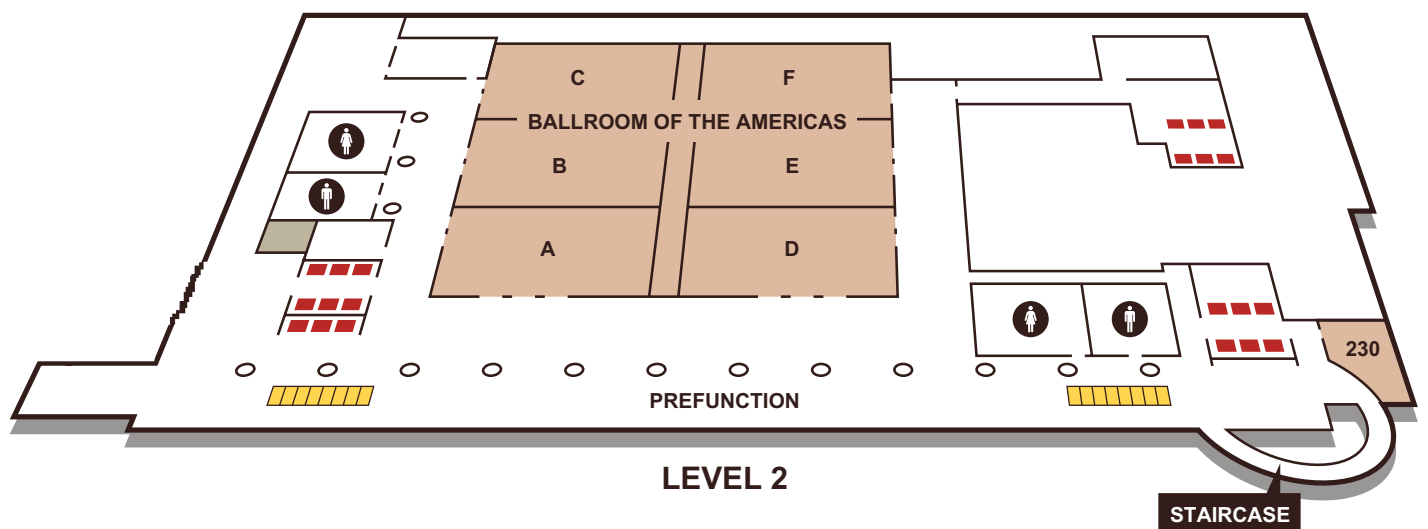 C
F
BALLROOM OF THE AMERICAS
B
E
A
D
230
PREFUNCTION
LEVEL 2
STAIRCASE